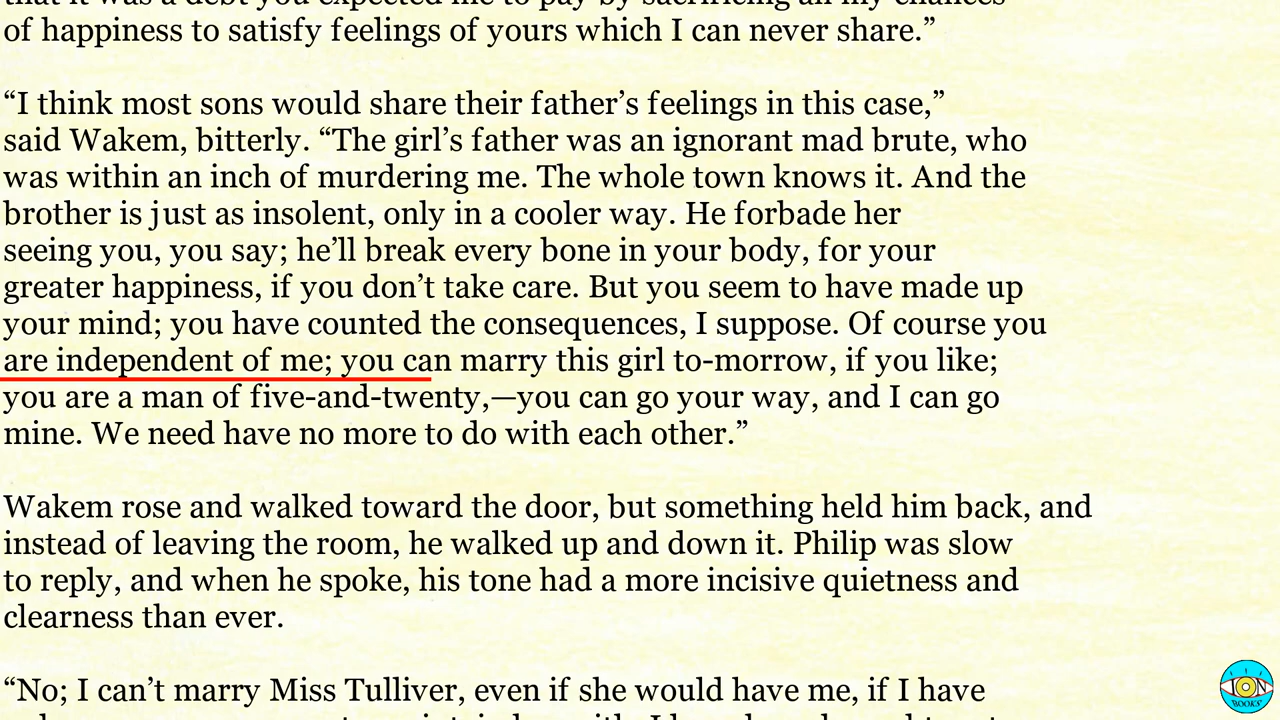 of happiness to satisfy feelings of yours which I can never share.”
“I think most sons would share their father’s feelings in this case,”
said Wakem, bitterly. “The girl’s father was an ignorant mad brute, who
was within an inch of murdering me. The whole town knows it. And the
brother is just as insolent, only in a cooler way. He forbade her
seeing you, you say; he’ll break every bone in your body, for your
greater happiness, if you don’t take care. But you seem to have made up
your mind; you have counted the consequences, I suppose. Of course you
are independent of me; you can marry this girl to-morrow, if you like;
you are a man of five-and-twenty,—you can go your way, and I can go
mine. We need have no more to do with each other.”
Wakem rose and walked toward the door, but something held him back, and
instead of leaving the room, he walked up and down it. Philip was slow
to reply, and when he spoke, his tone had a more incisive quietness and
clearness than ever.
“No; I can’t marry Miss Tulliver, even if she would have me, if I have
ION
BOOKS